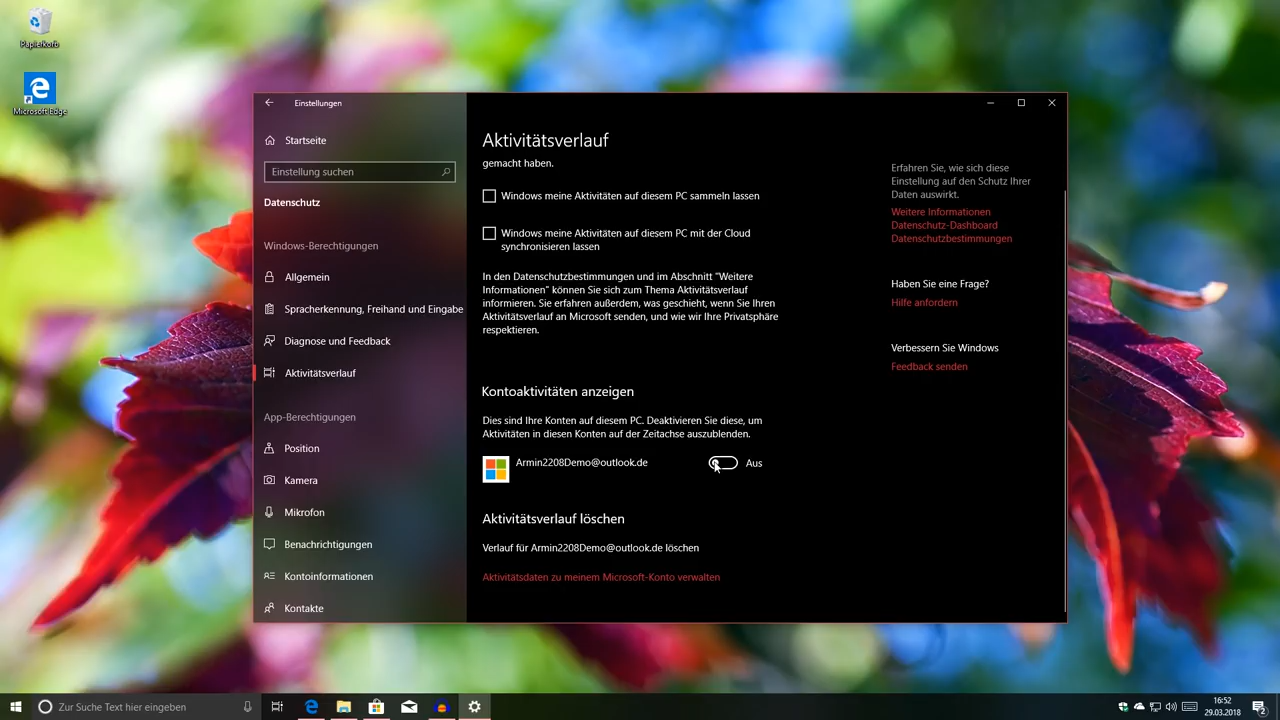 Papierkorb
Microsoft Edge
Einstellungen
Startseite
Einstellung suchen
Datenschutz
Windows-Berechtigungen
Allgemein
Spracherkennung, Freihand und Eingabe
Diagnose und Feedback
Aktivitätsverlauf
App-Berechtigungen
Position
Kamera
Mikrofon
Benachrichtigungen
Kontoinformationen
Kontakte
Aktivitätsverlauf
gemacht haben.
Windows meine Aktivitäten auf diesem PC sammeln lassen
Windows meine Aktivitäten auf diesem PC mit der Cloud
synchronisieren lassen
In den Datenschutzbestimmungen und im Abschnitt "Weitere
Informationen" können Sie sich zum Thema Aktivitätsverlauf
informieren. Sie erfahren außerdem, was geschieht, wenn Sie Ihren
Aktivitätsverlauf an Microsoft senden, und wie wir Ihre Privatsphäre
respektieren.
Kontoaktivitäten anzeigen
Dies sind Ihre Konten auf diesem PC. Deaktivieren Sie diese, um
Aktivitäten in diesen Konten auf der Zeitachse auszublenden.
Armin2208Demo@outlook.de
Aus
Aktivitätsverlauf löschen
Verlauf für Armin2208Demo@outlook.de löschen
Aktivitätsdaten zu meinem Microsoft-Konto verwalten
Erfahren Sie, wie sich diese
Einstellung auf den Schutz Ihrer
Daten auswirkt.
Weitere Informationen
Datenschutz-Dashboard
Datenschutzbestimmungen
Haben Sie eine Frage?
Hilfe anfordern
Verbessern Sie Windows
Feedback senden
Zur Suche Text hier eingeben
16:52
29.03.2018
2